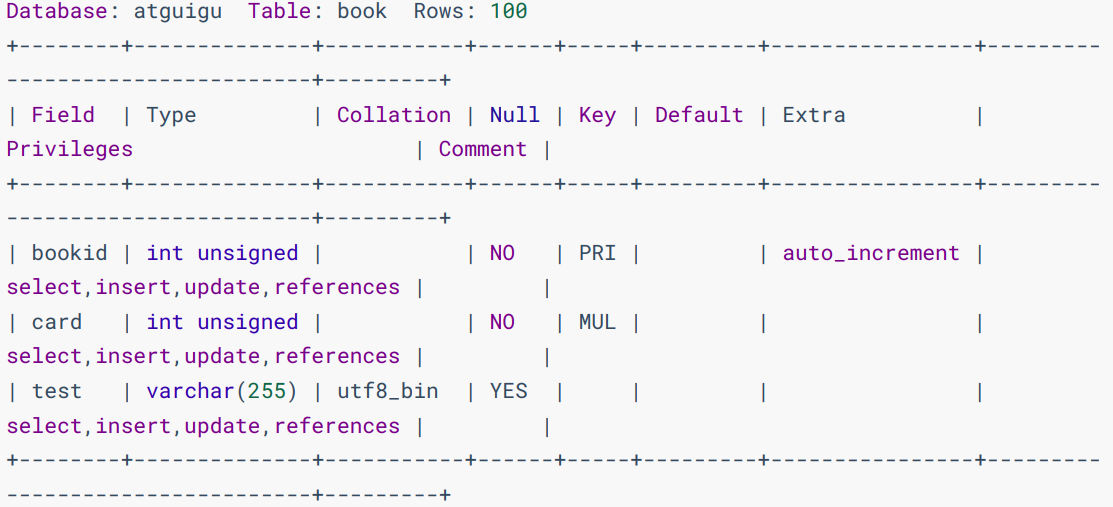 Database: atguigu  Table: book  Rows: 100
+--------+--------------+-----------+------+-----+---------+----------------+---------
------------------------+---------+
| Field  | Type         | Collation | Null | Key | Default | Extra          |
Privileges                      | Comment |
+--------+--------------+-----------+------+-----+---------+----------------+---------
------------------------+---------+
| bookid | int unsigned |           | NO   | PRI |         | auto_increment |
select,insert,update,references |         |
| card   | int unsigned |           | NO   | MUL |         |                |
select,insert,update,references |         |
| test   | varchar(255) | utf8_bin  | YES  |     |         |                |
select,insert,update,references |         |
+--------+--------------+-----------+------+-----+---------+----------------+---------
------------------------+---------+